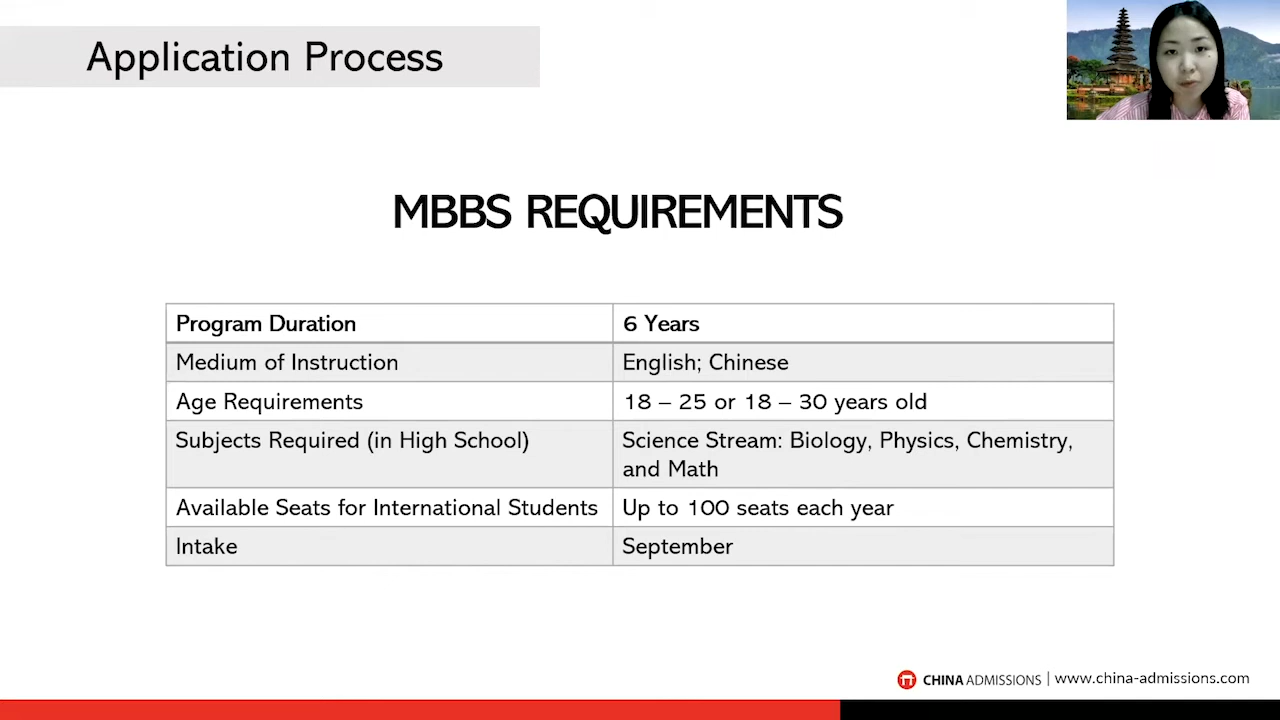 Application Process
MBBS REQUIREMENTS
Program Duration 6 Years
Medium of Instruction English; Chinese
Age Requirements 18 – 25 or 18 – 30 years old
Subjects Required (in High School) Science Stream: Biology, Physics, Chemistry,
and Math
Available Seats for International Students Up to 100 seats each year
Intake September
CHINA ADMISSIONS | www.china-admissions.com